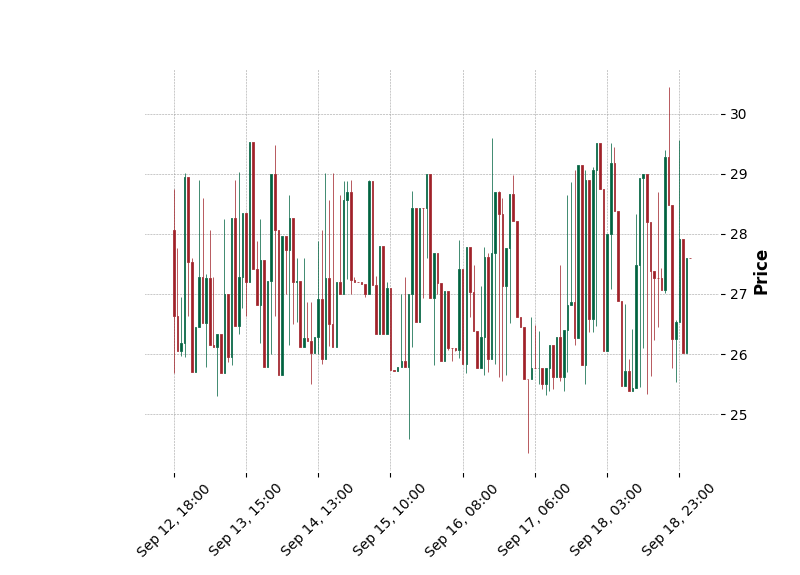 30
29
28
27
26
25
Price
Sep 12, 18:00
Sep 13, 15:00
Sep 14, 13:00
Sep 15, 10:00
Sep 16, 08:00
Sep 17, 06:00
Sep 18, 03:00
Sep 18, 23:00